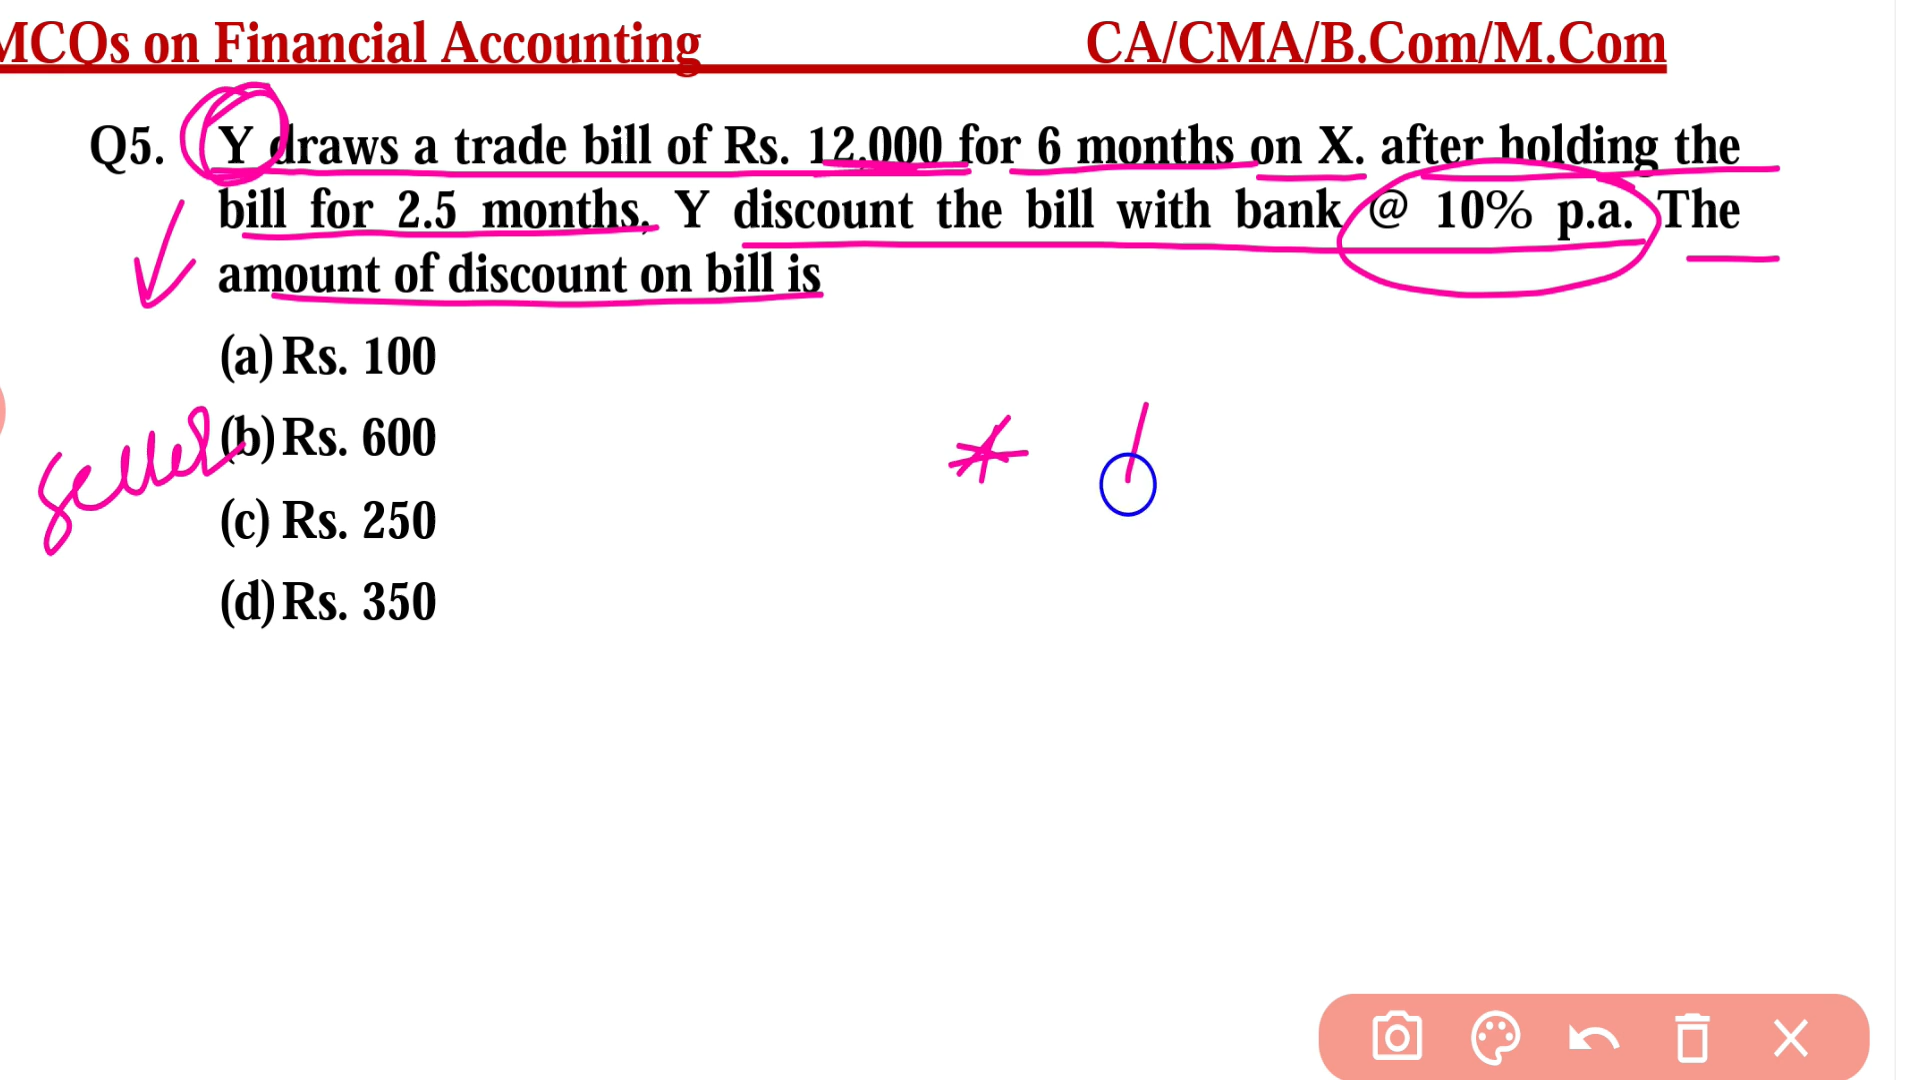 MCQs on Financial Accounting CA/CMA/B.Com/M.Com
Q5. Y draws a trade bill of Rs. 12,000 for 6 months on X. after holding the
bill for 2.5 months, Y discount the bill with bank @ 10% p.a. The
amount of discount on bill is
(a) Rs. 100
(b) Rs. 600
(c) Rs. 250
(d) Rs. 350